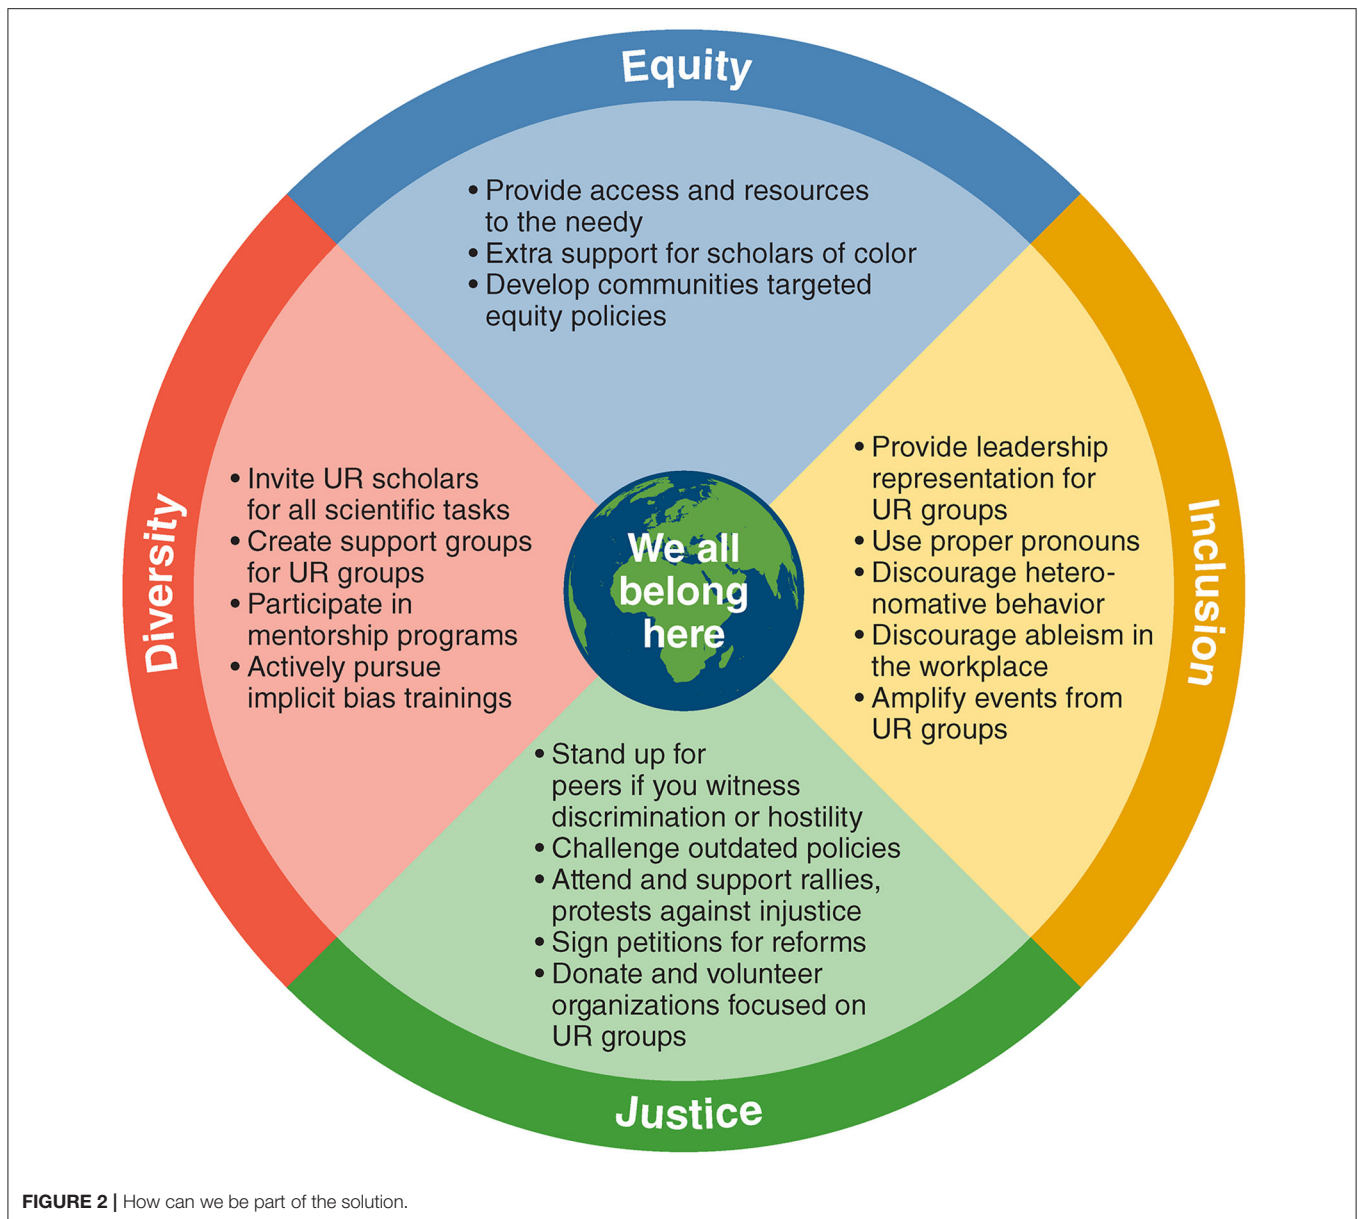 Equity
• Provide access and resources
to the needy
• Extra support for scholars of color
• Develop communities targeted
equity policies
Diversity
• Invite UR scholars
for all scientific tasks
• Create support groups
for UR groups
• Participate in
mentorship programs
• Actively pursue
implicit bias trainings
We all
belong
here
• Provide leadership
representation for
UR groups
• Use proper pronouns
• Discourage hetero-
nomative behavior
• Discourage ableism in
the workplace
• Amplify events from
UR groups
Inclusion
• Stand up for
peers if you witness
discrimination or hostility
• Challenge outdated policies
• Attend and support rallies,
protests against injustice
• Sign petitions for reforms
• Donate and volunteer
organizations focused on
UR groups
Justice
FIGURE 2 | How can we be part of the solution.